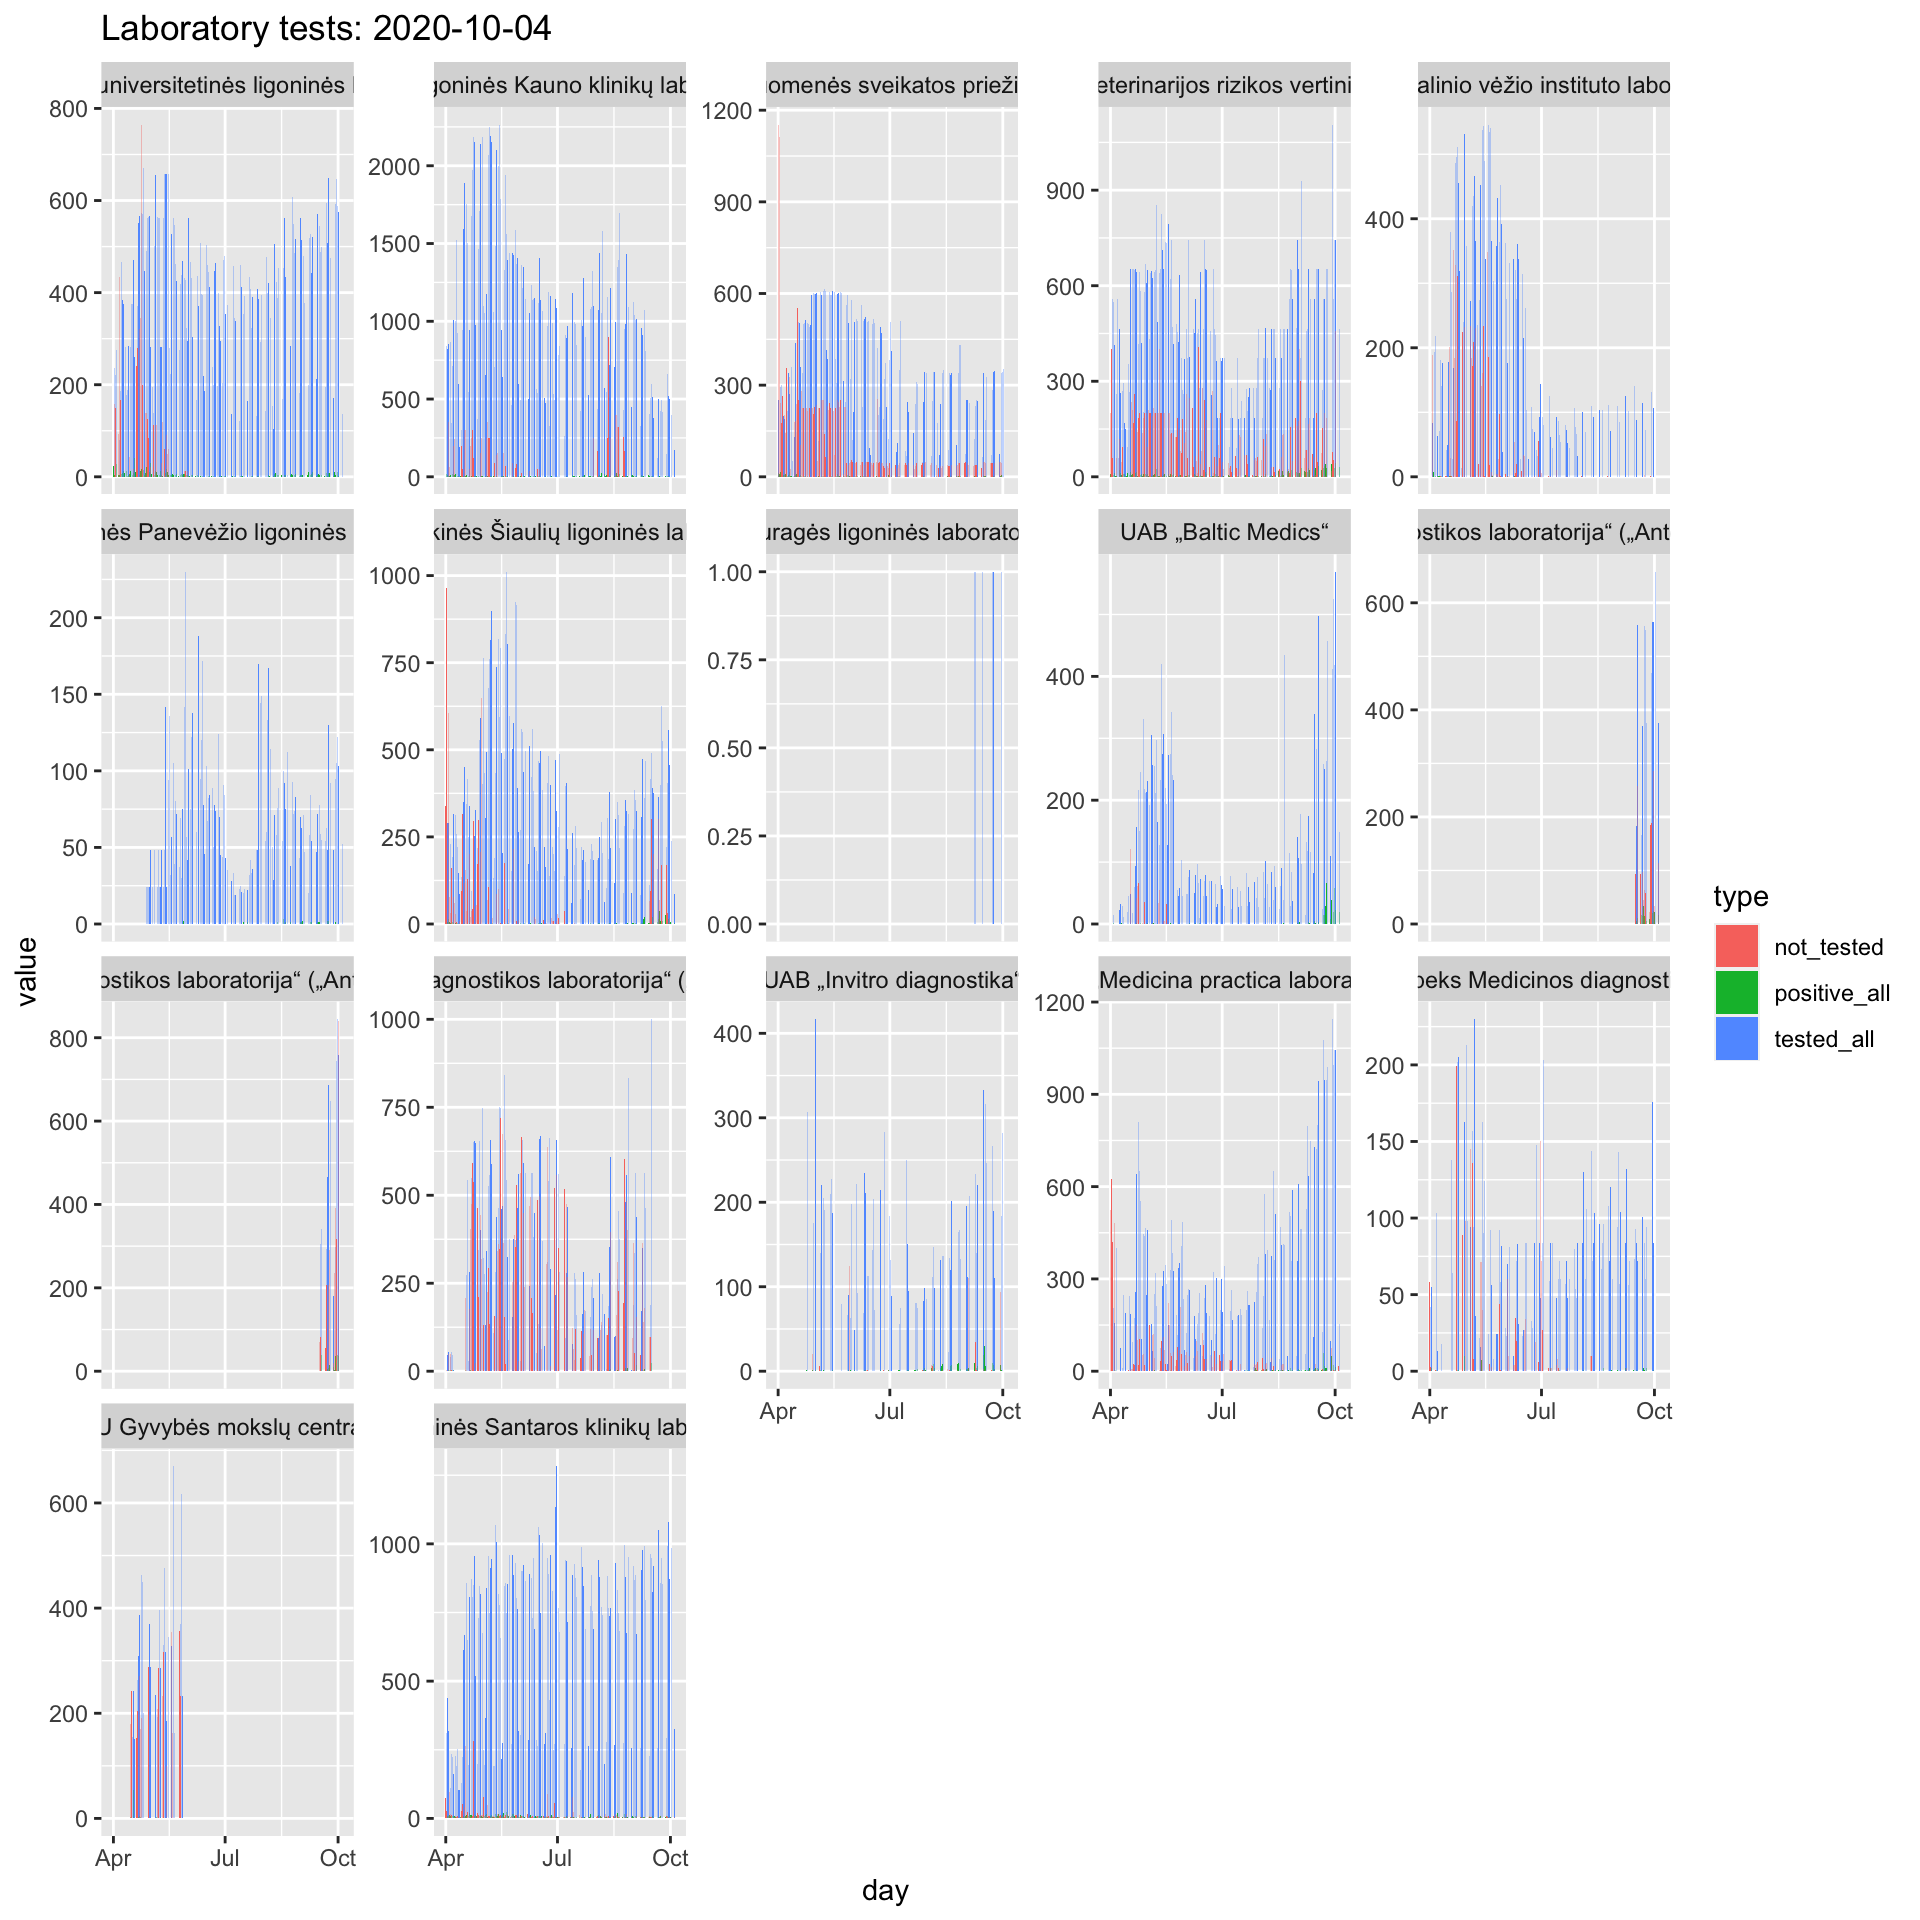 Laboratory tests: 2020-10-04
universitetinės ligoninės
goninės Kauno klinikų lab
omenės sveikatos prieži
eterinarijos rizikos vertini
alinio vėžio instituto labo
800
600
400
200
0
2000
1500
1000
500
0
1200
900
600
300
0
900
600
300
0
400
200
0
ės Panevėžio ligoninės
kinės Šiaulių ligoninės la
uragės ligoninės laborato
UAB „Baltic Medics“
ostikos laboratorija“ („Ant
200
150
100
50
0
1000
750
500
250
0
1.00
0.75
0.50
0.25
0.00
400
200
0
600
400
200
0
ostikos laboratorija“ („Ant
agnostikos laboratorija“ (
UAB „Invitro diagnostika“
Medicina practica labora
peks Medicinos diagnost
800
600
400
200
0
1000
750
500
250
0
400
300
200
100
0
Apr Jul Oct
1200
900
600
300
0
Apr Jul Oct
200
150
100
50
0
Apr Jul Oct
U Gyvybės mokslų centra
inės Santaros klinikų lab
600
400
200
0
Apr Jul Oct
1000
500
0
Apr Jul Oct
value
day
type
not_tested
positive_all
tested_all